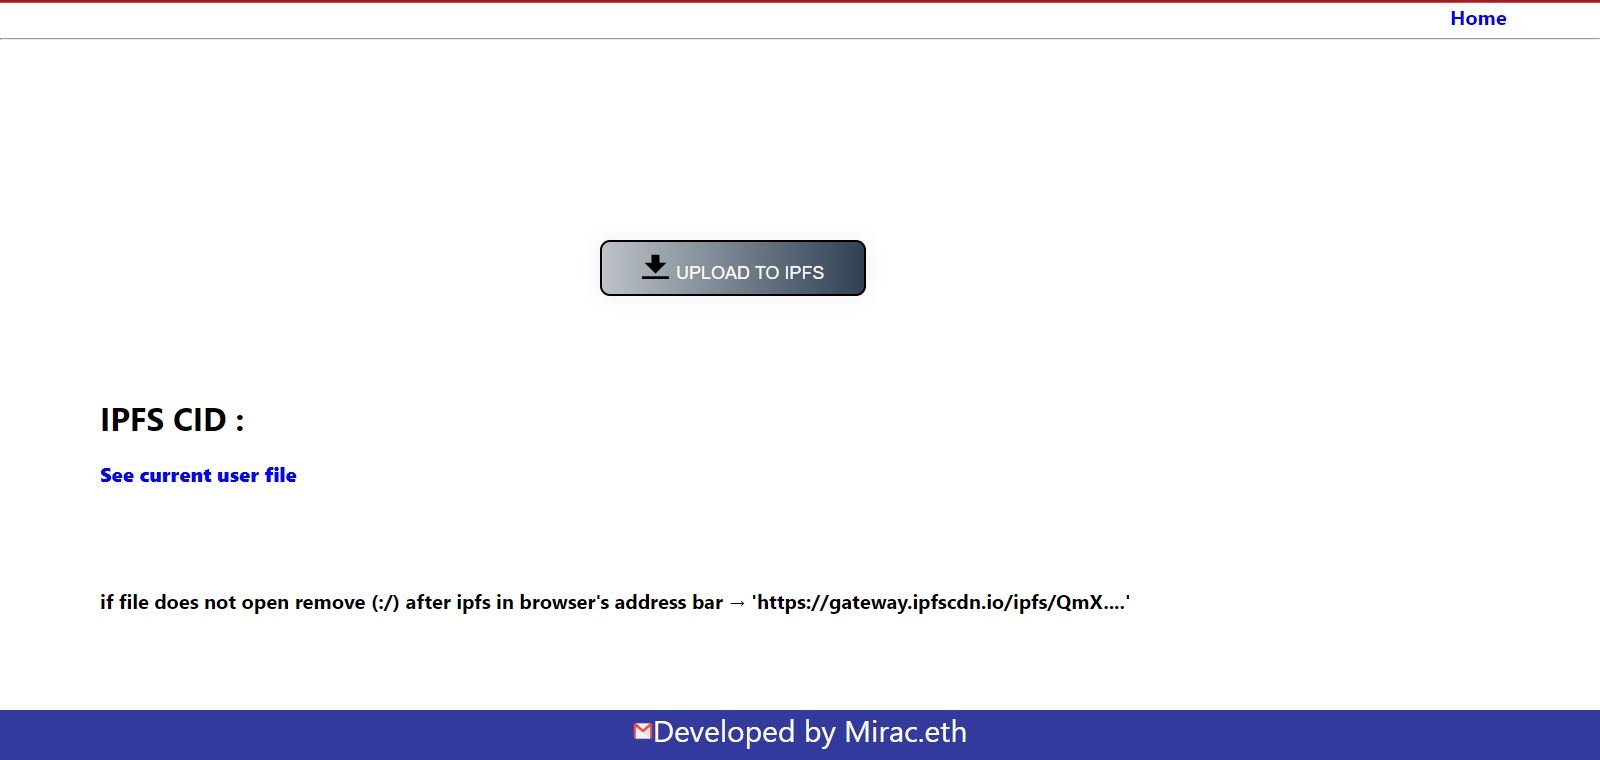 Home
UPLOAD TO IPFS
IPFS CID :
See current user file
if file does not open remove (:/) after ipfs in browser's address bar → 'https://gateway.ipfscdn.io/ipfs/QmX....'
Developed by Mirac.eth